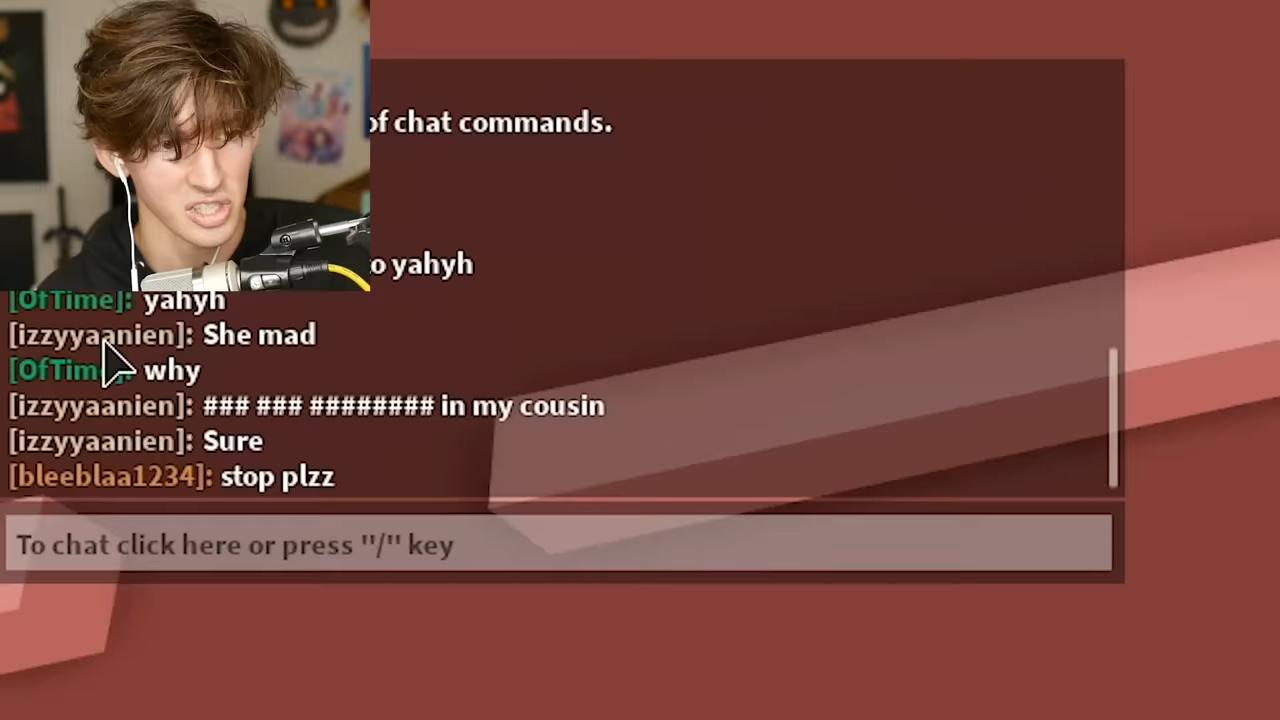 of chat commands.
o yahyh
[OfTime]: yahyh
[izzyyaanien]: She mad
[OfTime]: why
[izzyyaanien]: ### ### ######## in my cousin
[izzyyaanien]: Sure
[bleeblaa1234]: stop plzz
To chat click here or press "/" key